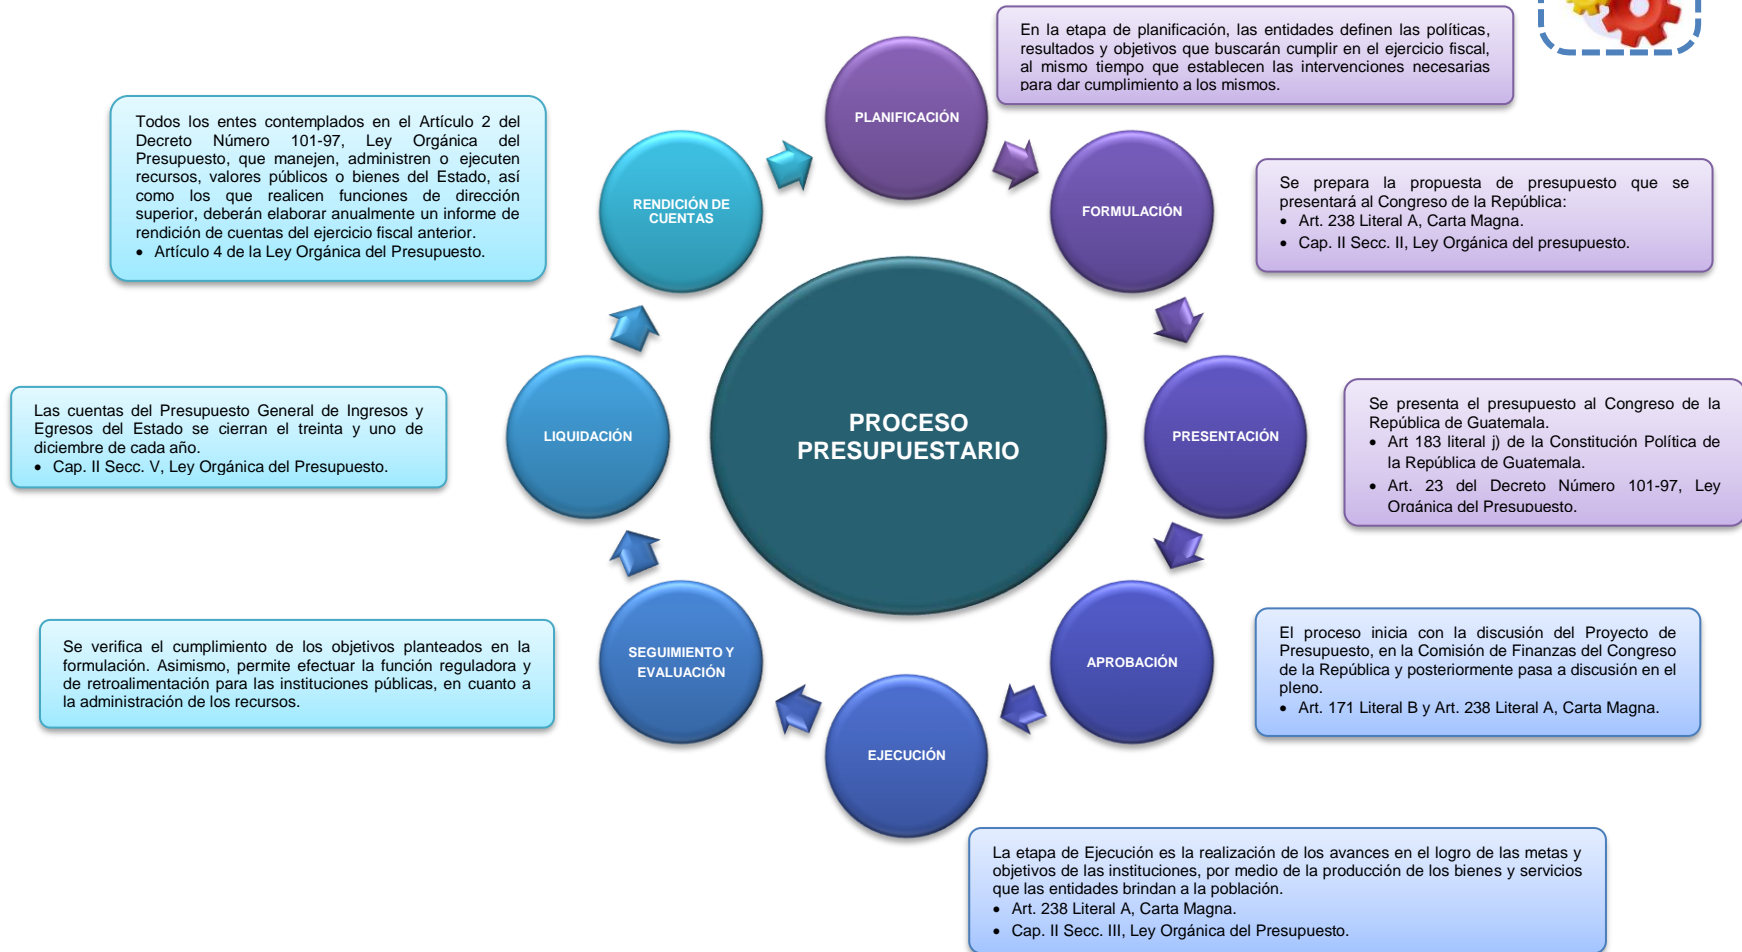 En la etapa de planificación, las entidades definen las políticas,
resultados y objetivos que buscarán cumplir en el ejercicio fiscal,
al mismo tiempo que establecen las intervenciones necesarias
para dar cumplimiento a los mismos.
PLANIFICACIÓN
Todos los entes contemplados en el Artículo 2 del
Decreto Número 101-97, Ley Orgánica del
Presupuesto, que manejen, administren o ejecuten
recursos, valores públicos o bienes del Estado, así
como los que realicen funciones de dirección
superior, deberán elaborar anualmente un informe de
rendición de cuentas del ejercicio fiscal anterior.
• Artículo 4 de la Ley Orgánica del Presupuesto.
RENDICIÓN DE
CUENTAS
FORMULACIÓN
Se prepara la propuesta de presupuesto que se
presentará al Congreso de la República:
• Art. 238 Literal A, Carta Magna.
• Cap. II Secc. II, Ley Orgánica del presupuesto.
Las cuentas del Presupuesto General de Ingresos y
Egresos del Estado se cierran el treinta y uno de
diciembre de cada año.
• Cap. II Secc. V, Ley Orgánica del Presupuesto.
LIQUIDACIÓN
PROCESO
PRESUPUESTARIO
PRESENTACIÓN
Se presenta el presupuesto al Congreso de la
República de Guatemala.
• Art 183 literal j) de la Constitución Política de
la República de Guatemala.
• Art. 23 del Decreto Número 101-97, Ley
Orgánica del Presupuesto.
Se verifica el cumplimiento de los objetivos planteados en la
formulación. Asimismo, permite efectuar la función reguladora y
de retroalimentación para las instituciones públicas, en cuanto a
la administración de los recursos.
SEGUIMIENTO Y
EVALUACIÓN
APROBACIÓN
El proceso inicia con la discusión del Proyecto de
Presupuesto, en la Comisión de Finanzas del Congreso
de la República y posteriormente pasa a discusión en el
pleno.
• Art. 171 Literal B y Art. 238 Literal A, Carta Magna.
EJECUCIÓN
La etapa de Ejecución es la realización de los avances en el logro de las metas y
objetivos de las instituciones, por medio de la producción de los bienes y servicios
que las entidades brindan a la población.
• Art. 238 Literal A, Carta Magna.
• Cap. II Secc. III, Ley Orgánica del Presupuesto.